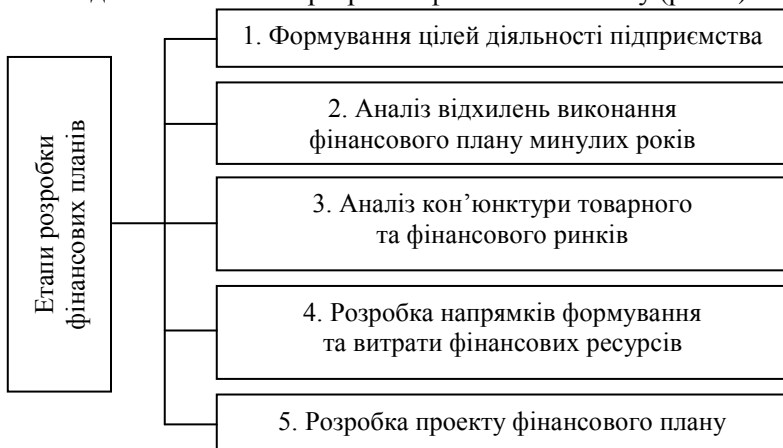 1. Формування цілей діяльності підприємства
Етапи розробки
фінансових планів
2. Аналіз відхилень виконання
фінансового плану минулих років
3. Аналіз кон’юнктури товарного
та фінансового ринків
4. Розробка напрямків формування
та витрати фінансових ресурсів
5. Розробка проекту фінансового плану